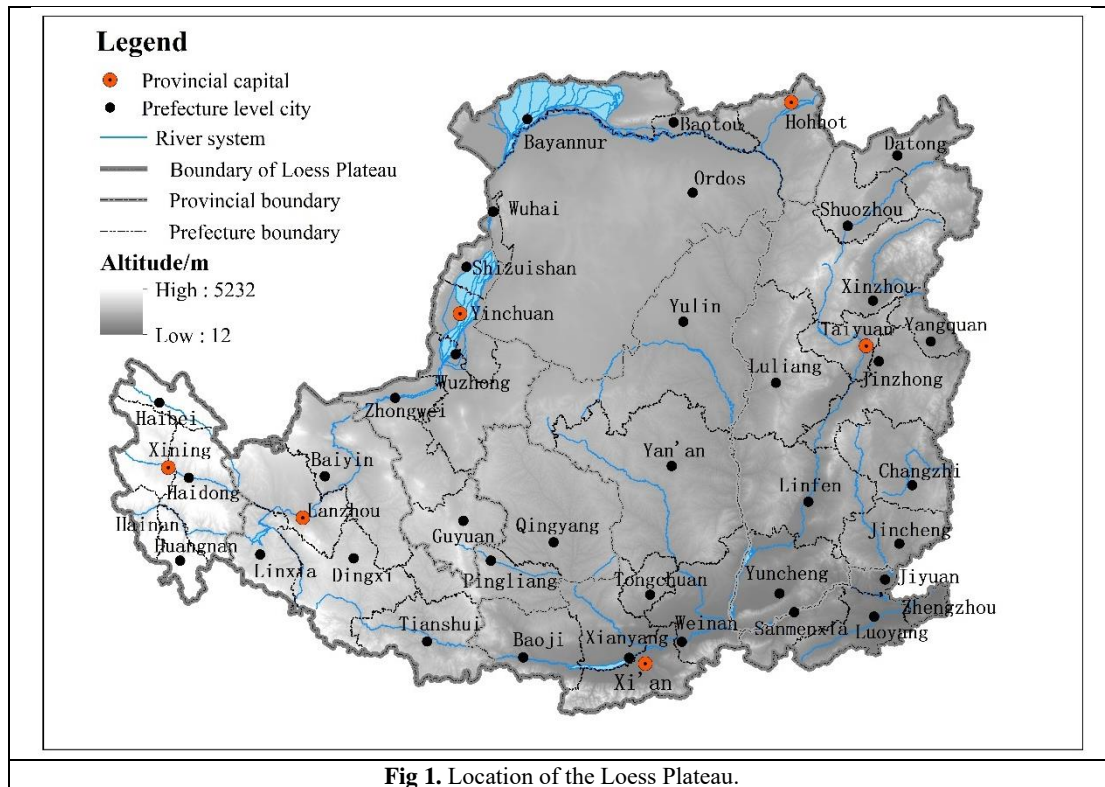 Legend
Provincial capital
Prefecture level city
River system
Boundary of Loess Plateau
Provincial boundary
Prefecture boundary
Altitude/m
High : 5232
Low : 12
Bayannur
Baotou
Hohhot
Datong
Ordos
Wuhai
Shuozhou
Shizuishan
Xinzhou
Yinchuan
Yulin
Taiyuan
Yangquan
Wuzhong
Luliang
Jinzhong
Zhongwei
Haibei
Xining
Baiyin
Yan'an
Haidong
Changzhi
Linfen
Lanzhou
Hainan
Guyuan
Qingyang
Jincheng
Huangnan
Linxia
Dingxi
Pingliang
Tongchuan
Yuncheng
Jiyuan
Zhengzhou
Tianshui
Baoji
Xianyang
Weinan
Sanmenxia
Luoyang
Xi'an
Fig 1. Location of the Loess Plateau.